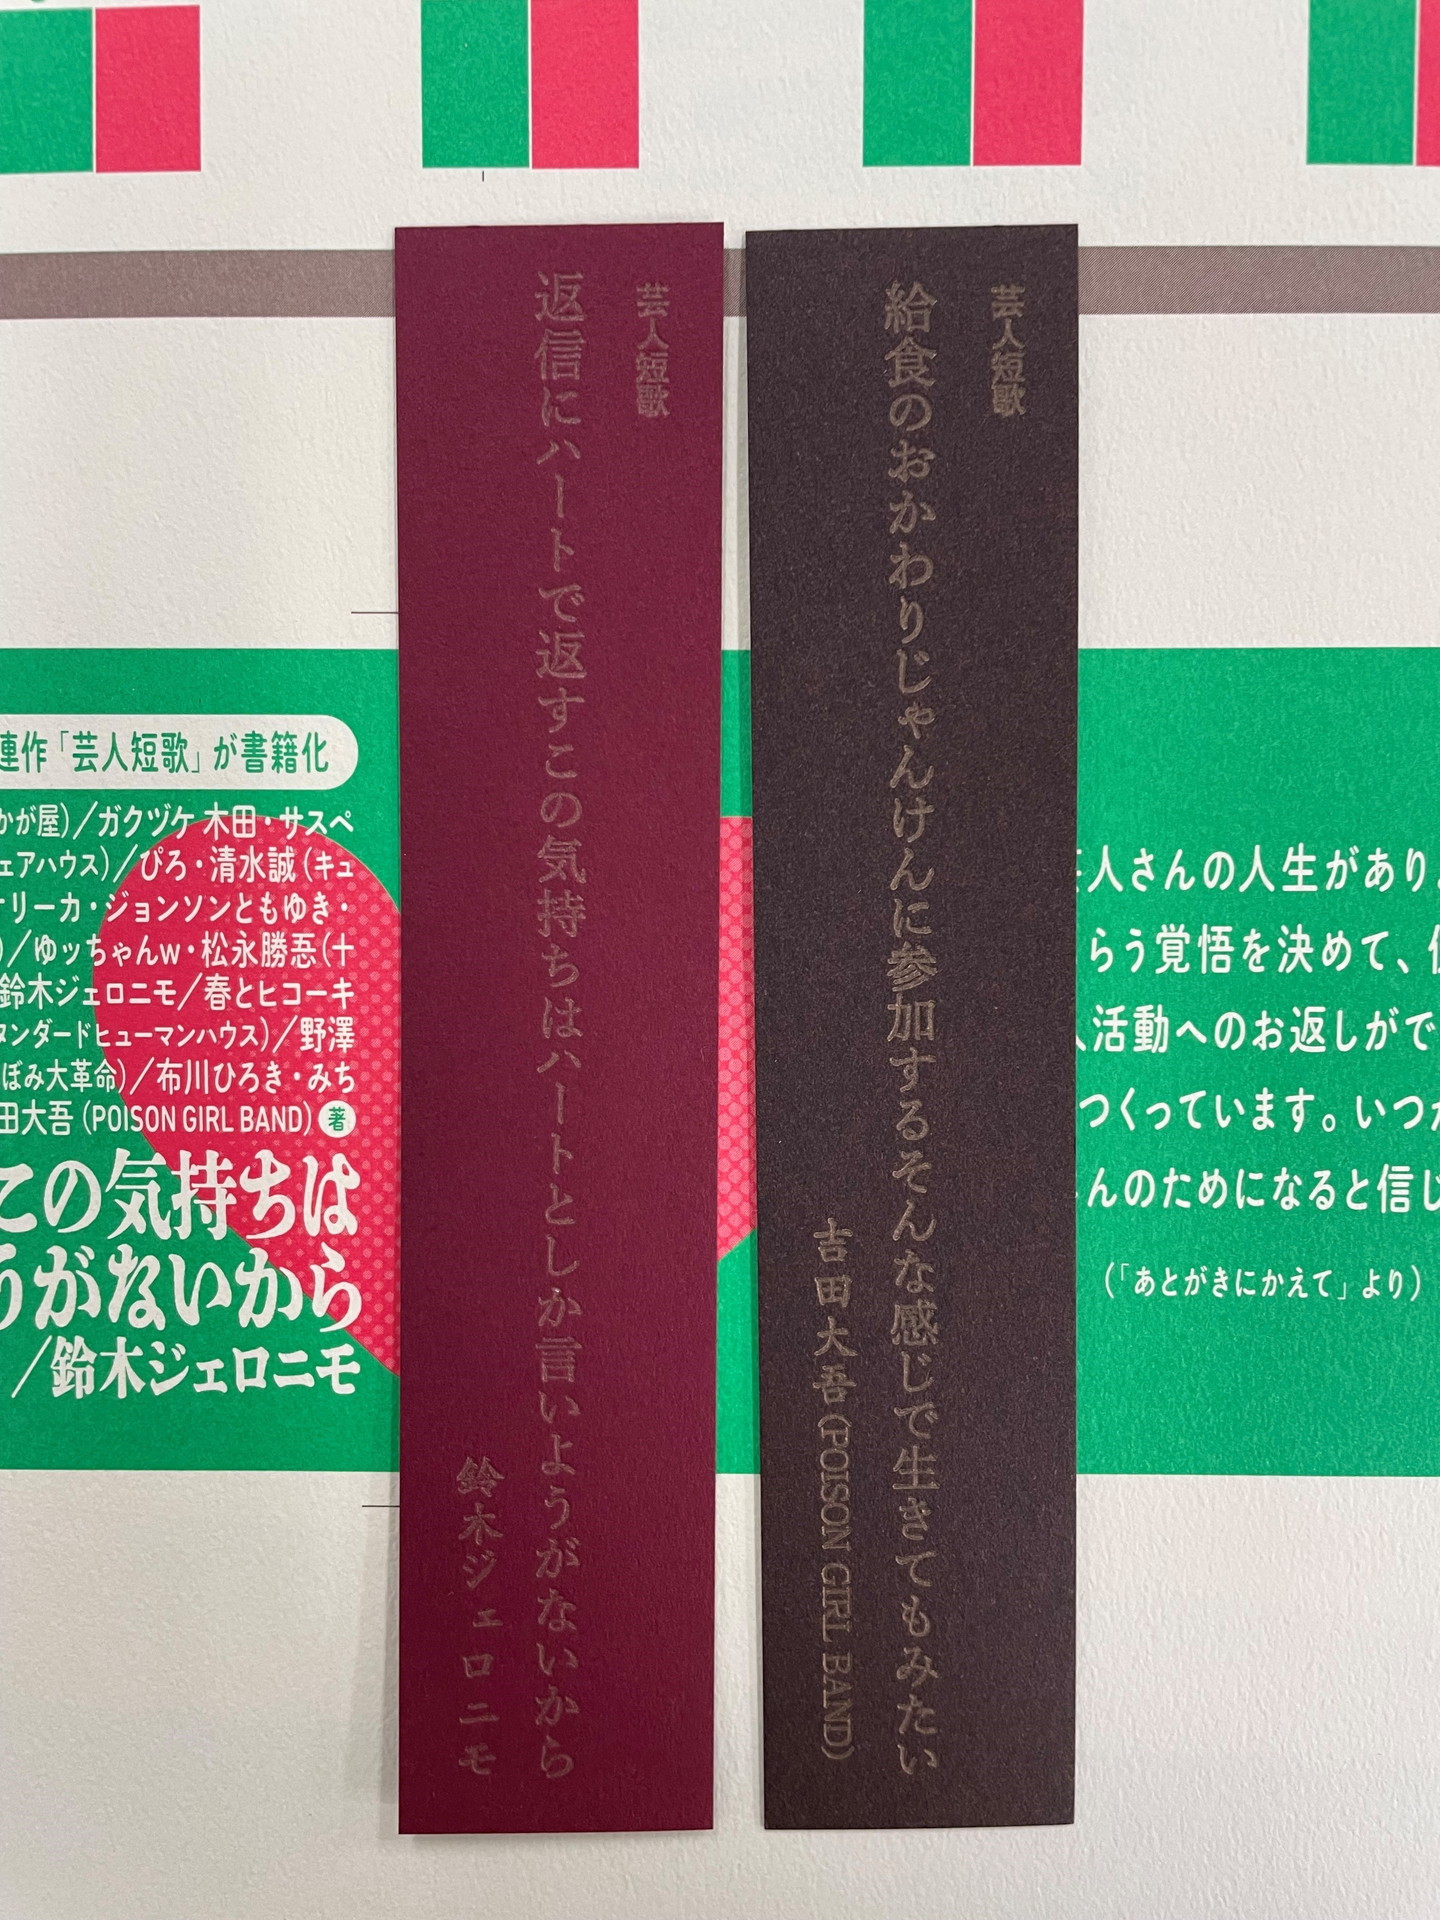 芸人短歌
返信にハートで返すこの気持ちはハートとしか言いようがないから
鈴木ジェロニモ
芸人短歌
給食のおかわりじゃんけんに参加するそんな感じで生きてもみたい
吉田大吾(POISON GIRL BAND)
連作「芸人短歌」が書籍化
かが屋)/ガクヅケ 木田・サスペ
ェアハウス)/ぴろ・清水誠(キュ
リーカ・ジョンソンともゆき・
)/ゆッちゃんw・松永勝忢(十
鈴木ジェロニモ/春とヒコーキ
タンダードヒューマンハウス)/野澤
ぼみ大革命)/布川ひろき・みち
田大吾(POISON GIRL BAND)著
この気持ちは
うがないから
/鈴木ジェロニモ
人さんの人生があり
らう覚悟を決めて、
活動へのお返しがで
つくっています。いつ
んのためになると信じ
(「あとがきにかえて」より)